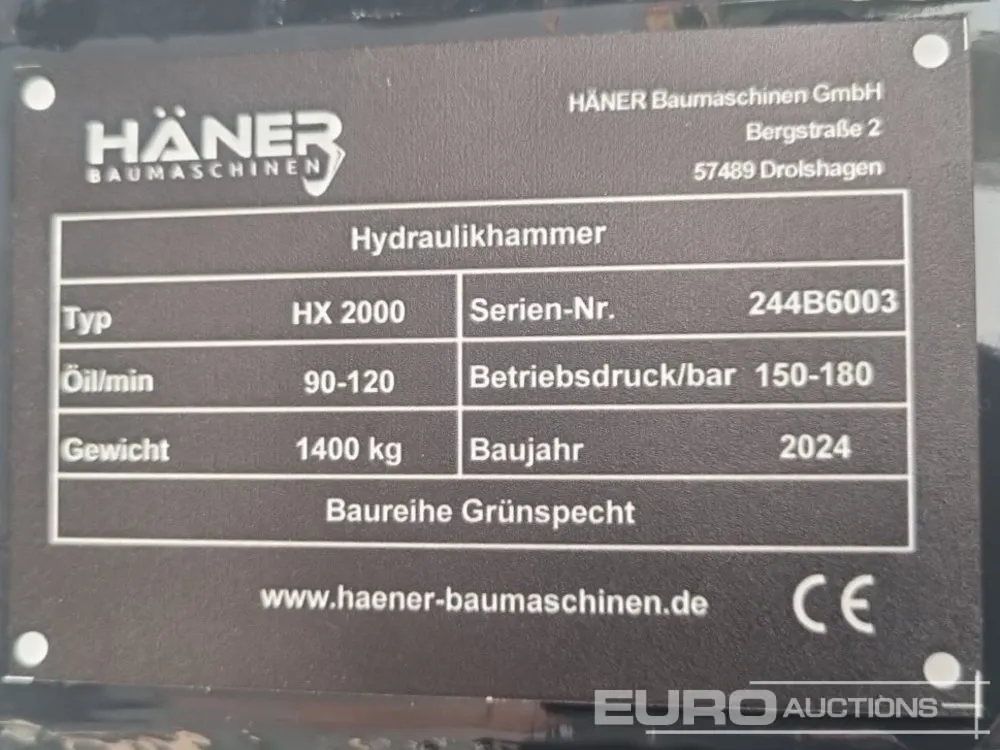 HÄNER
BAUMASCHINEN
HÄNER Baumaschinen GmbH
Bergstraße 2
57489 Drolshagen
Hydraulikhammer
Typ HX 2000 Serien-Nr. 244B6003
Öil/min 90-120 Betriebsdruck/bar 150-180
Gewicht 1400 kg Baujahr 2024
Baureihe Grünspecht
www.haener-baumaschinen.de CE
EURO AUCTIONS